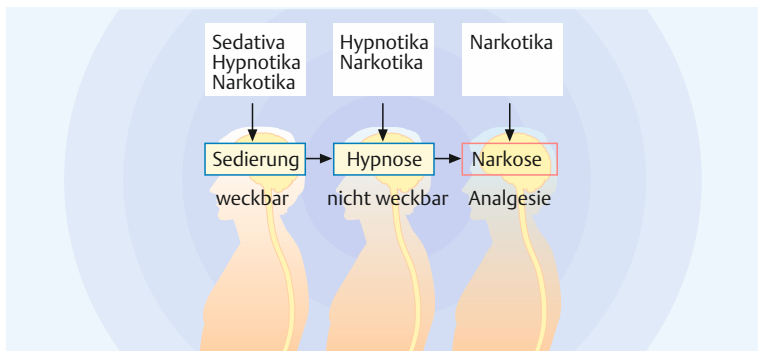 Sedativa
Hypnotika
Narkotika
Hypnotika
Narkotika
Narkotika
Sedierung
Hypnose
Narkose
weckbar
nicht weckbar
Analgesie